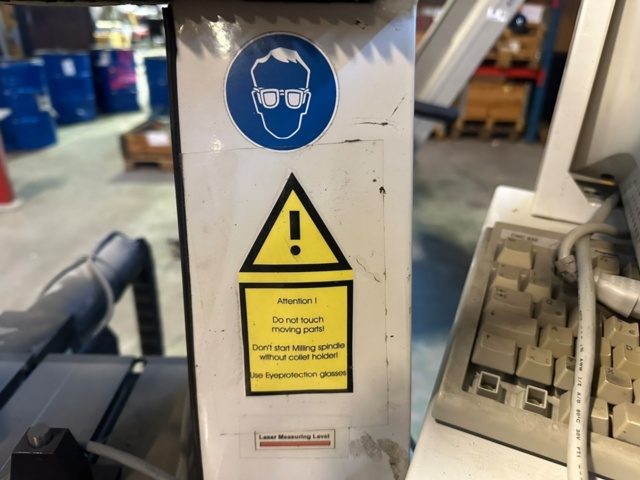 !
Attention !
Do not touch
moving parts!
Don't start Milling spindle
without collet holder!
Use Eyeprotection glasses
Laser Measuring Level